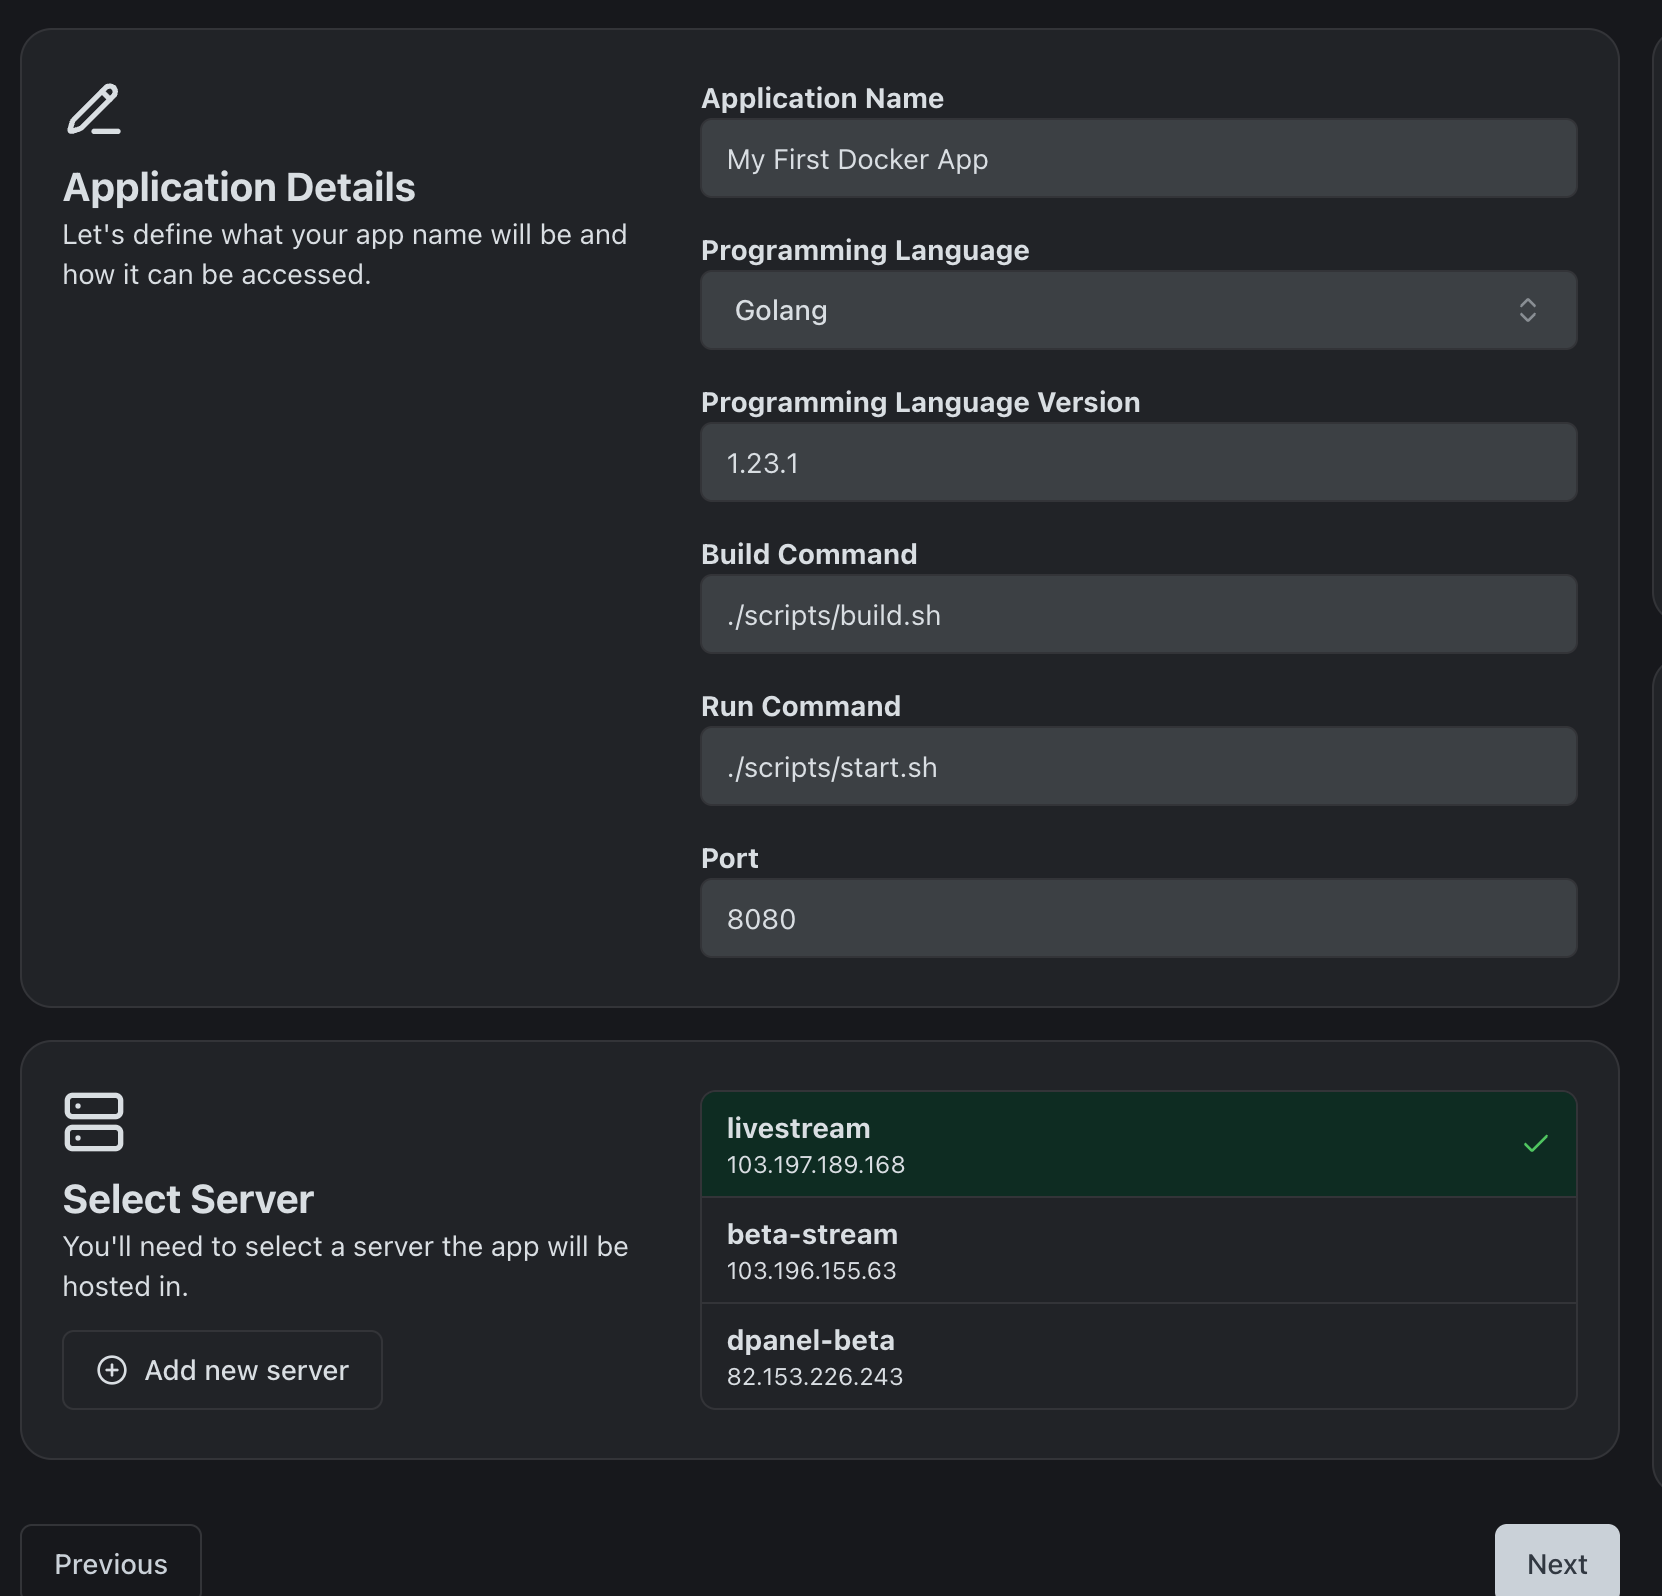 Application Details
Let's define what your app name will be and
how it can be accessed.
Application Name
My First Docker App
Programming Language
Golang
Programming Language Version
1.23.1
Build Command
./scripts/build.sh
Run Command
./scripts/start.sh
Port
8080
Select Server
You'll need to select a server the app will be
hosted in.
Add new server
livestream
103.197.189.168
beta-stream
103.196.155.63
dpanel-beta
82.153.226.243
Previous
Next